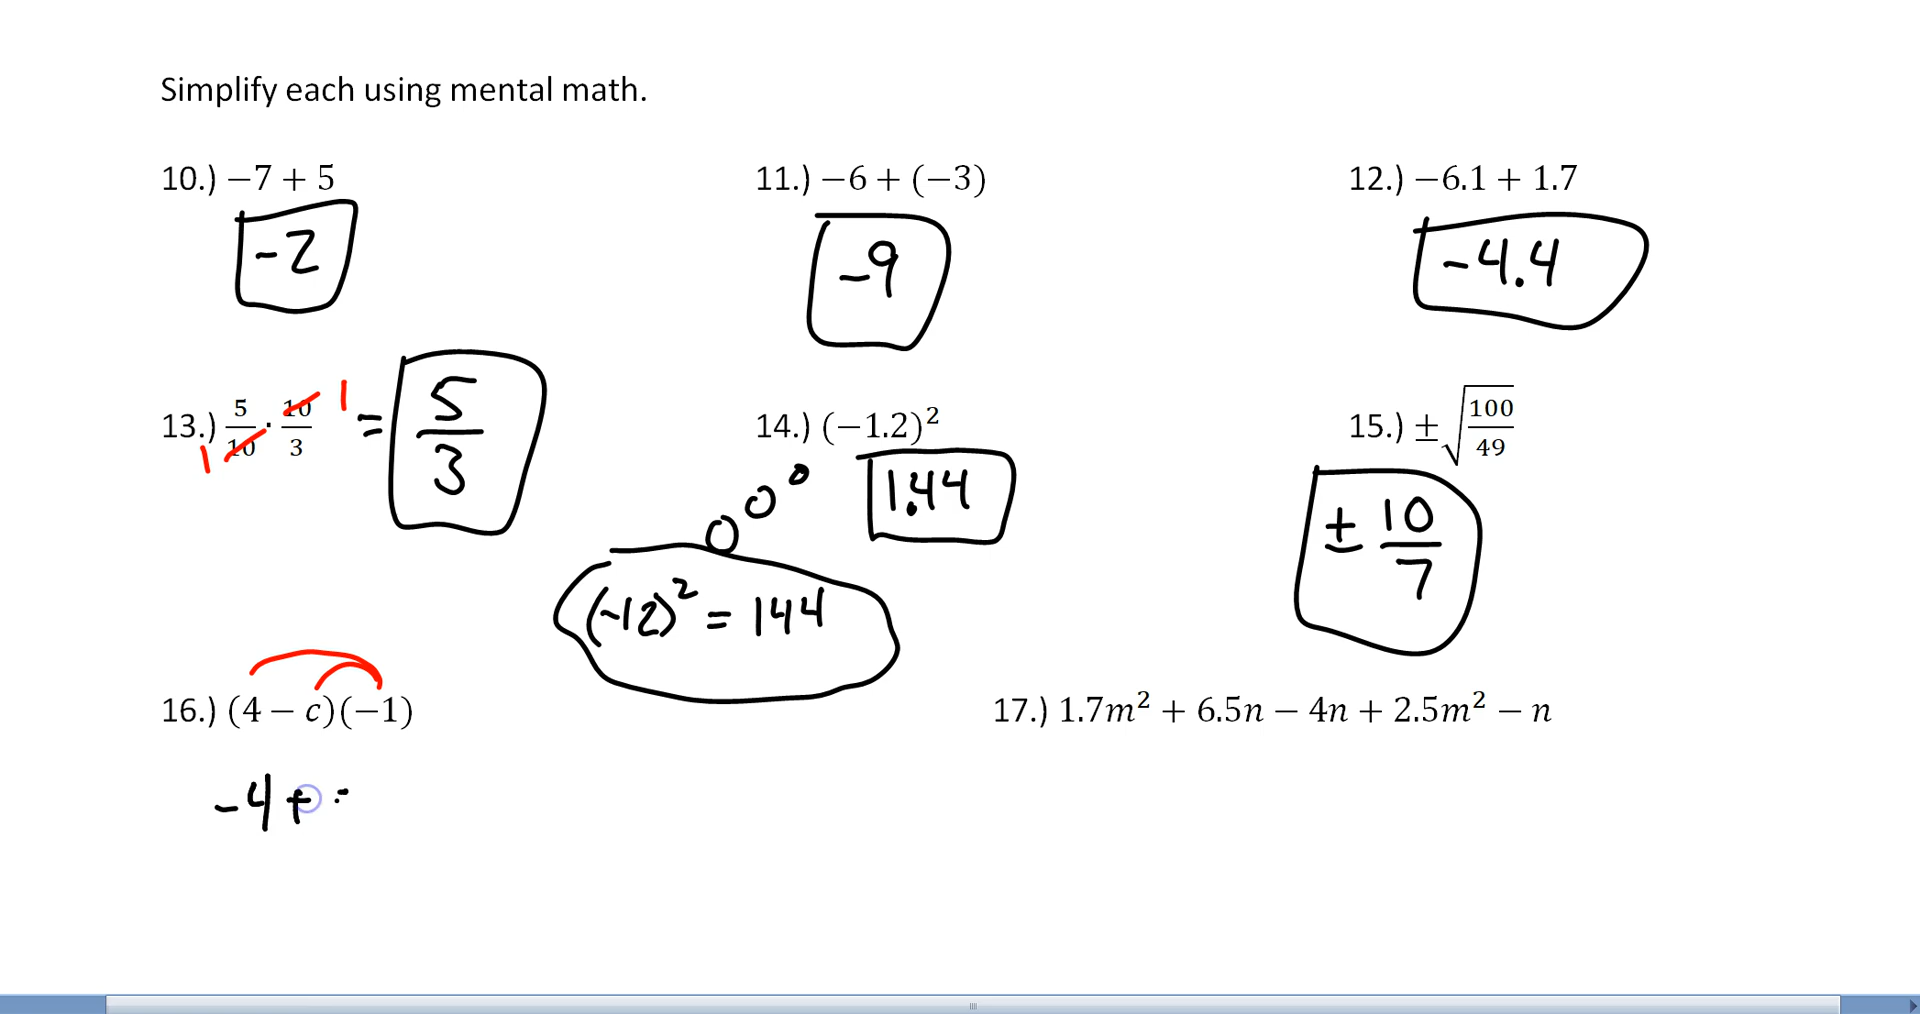 Simplify each using mental math.
10.) −7 + 5
11.) −6 + (−3)
12.) −6.1 + 1.7
-2
-9
-4.4
13.) 5/10 · 10/3 = 5/3
1
1
14.) (−1.2)²
1.44
15.) ±√(100/49)
± 10/7
(-12)² = 144
16.) (4 − c)(−1)
17.) 1.7m² + 6.5n − 4n + 2.5m² − n
-4 +